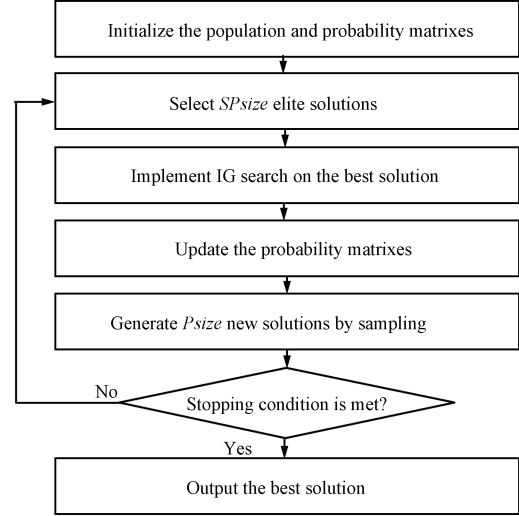 Initialize the population and probability matrixes
Select SPsize elite solutions
Implement IG search on the best solution
Update the probability matrixes
Generate Psize new solutions by sampling
No
Stopping condition is met?
Yes
Output the best solution